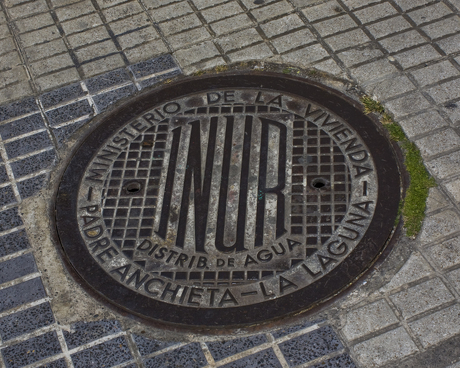 MINISTERIO DE LA VIVIENDA
INUR
DISTRIB. DE AGUA
PADRE ANCHIETA - LA LAGUNA